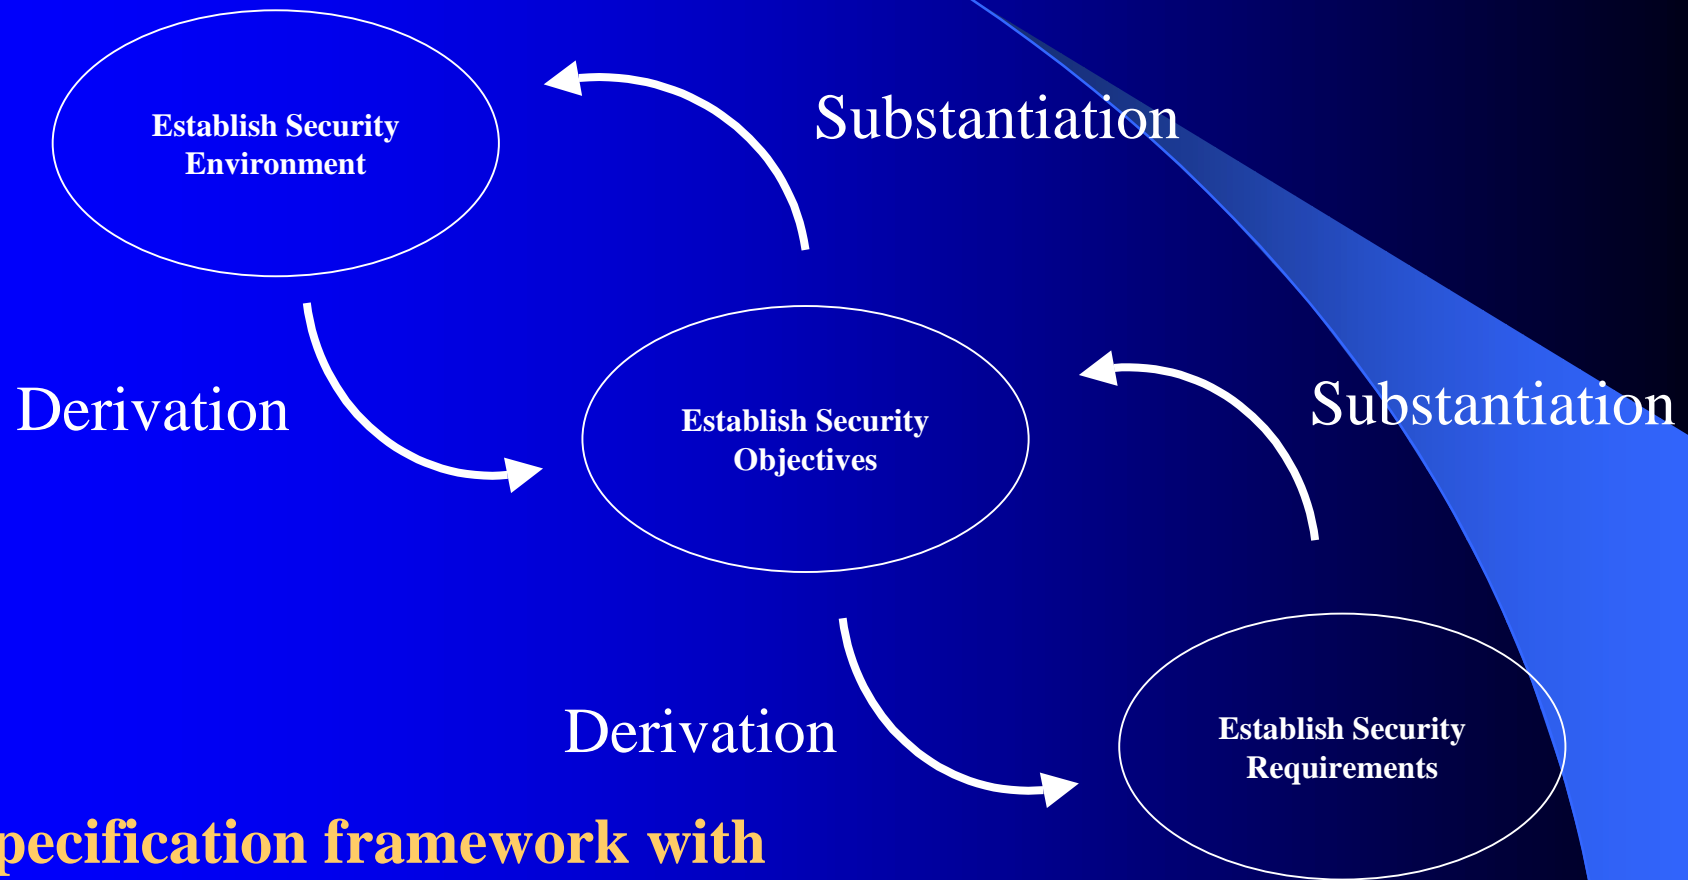 Establish Security
Environment
Substantiation
Derivation
Establish Security
Objectives
Substantiation
Derivation
Establish Security
Requirements
pecification framework with